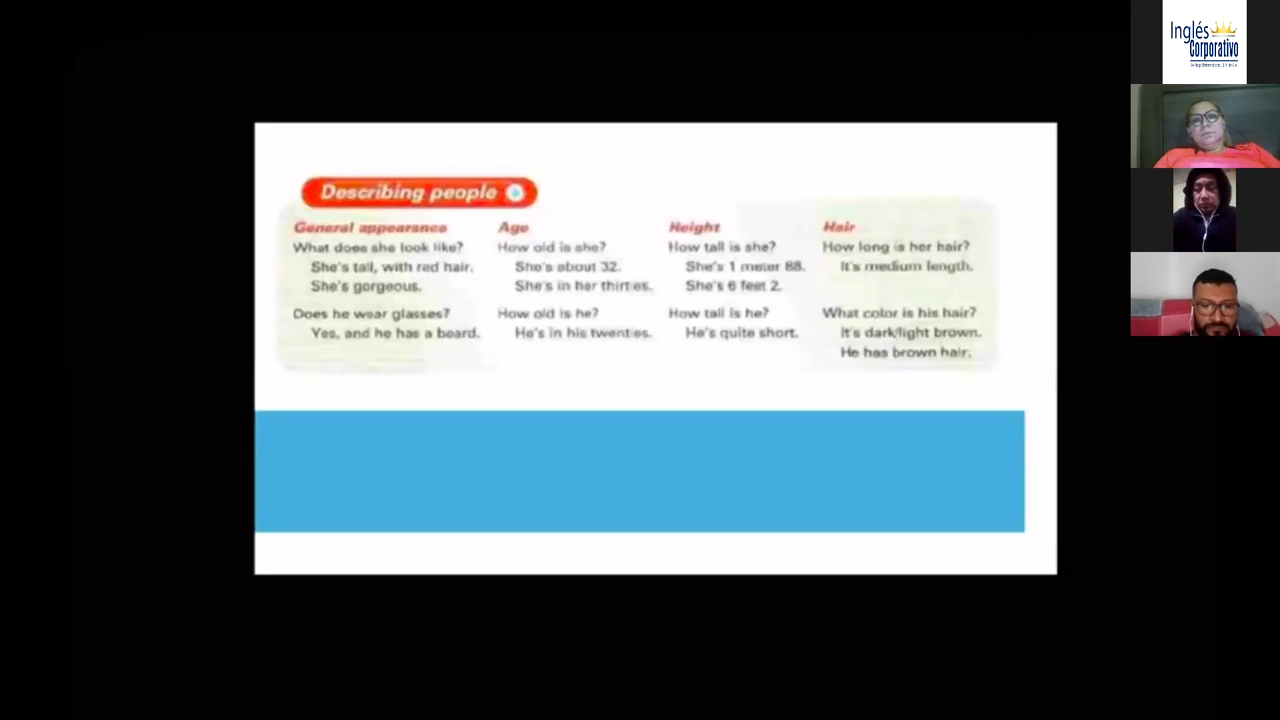 Inglés
Corporativo
Describing people
General appearance
What does she look like?
She's tall, with red hair.
She's gorgeous.
Does he wear glasses?
Yes, and he has a beard.
Age
How old is she?
She's about 32.
She's in her thirties.
How old is he?
He's in his twenties.
Height
How tall is she?
She's 1 meter 88.
She's 6 feet 2.
How tall is he?
He's quite short.
Hair
How long is her hair?
It's medium length.
What color is his hair?
It's dark/light brown.
He has brown hair.